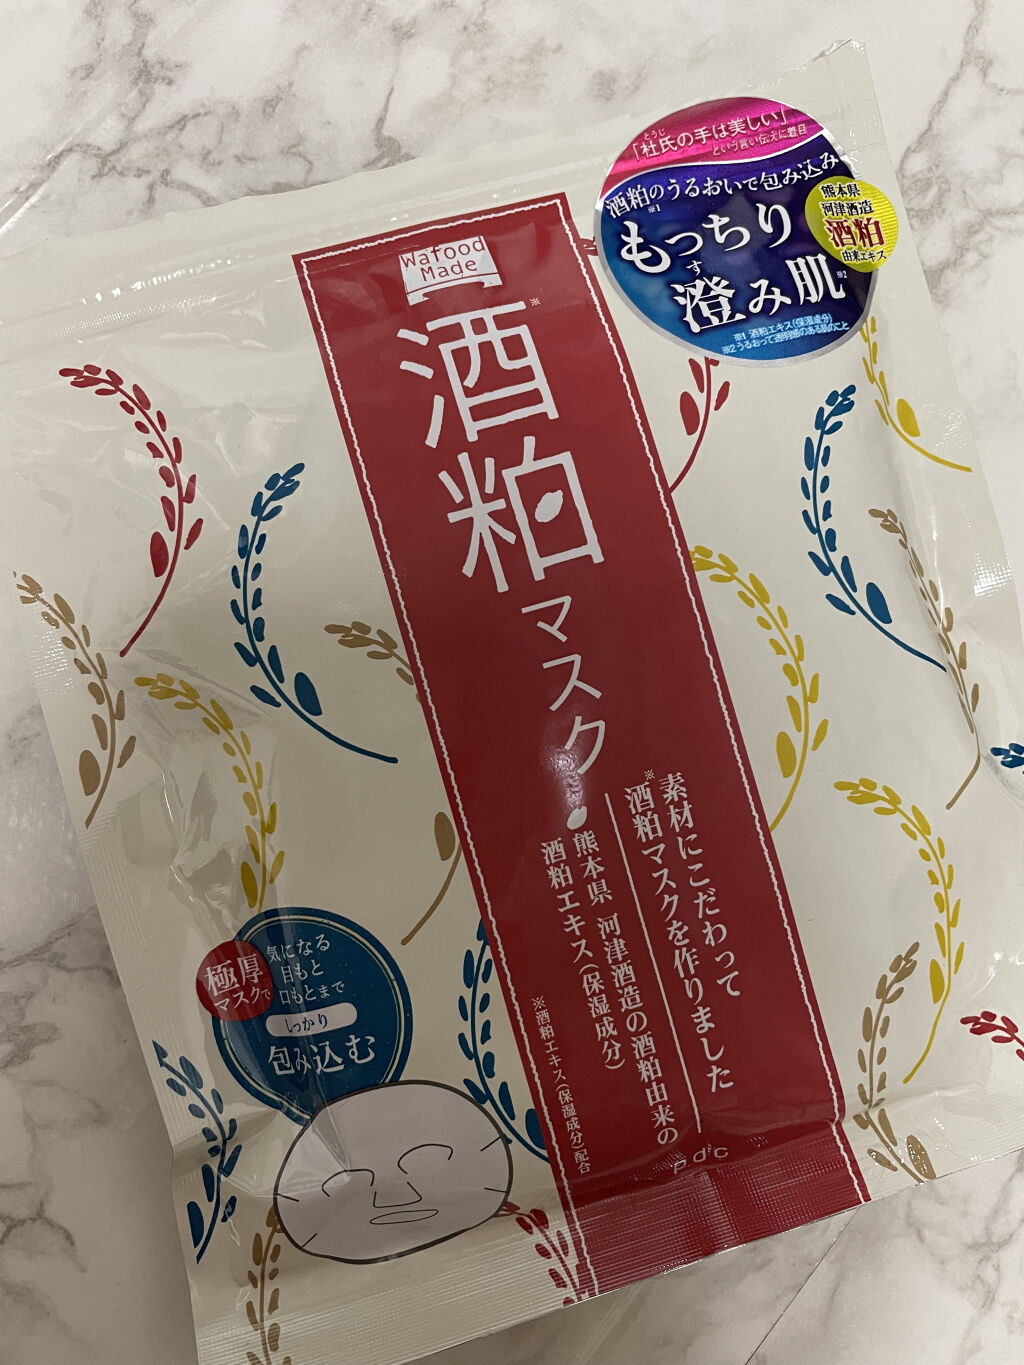 「杜氏の手は美しい」
とうじ
という言い伝えに着目
酒粕のうるおいで包み込み
※1
もっちり
す
澄み肌
※2
※1 酒粕エキス(保湿成分)
※2 うるおって透明感のある肌のこと
熊本県
河津酒造
酒粕
由来エキス
Wafood
Made
酒粕マスク
※
素材にこだわって
※酒粕マスクを作りました
熊本県 河津酒造の酒粕由来の
酒粕エキス(保湿成分)
※酒粕エキス(保湿成分)配合
pdc
極厚
マスクで
気になる
目もと
口もとまで
しっかり
包み込む